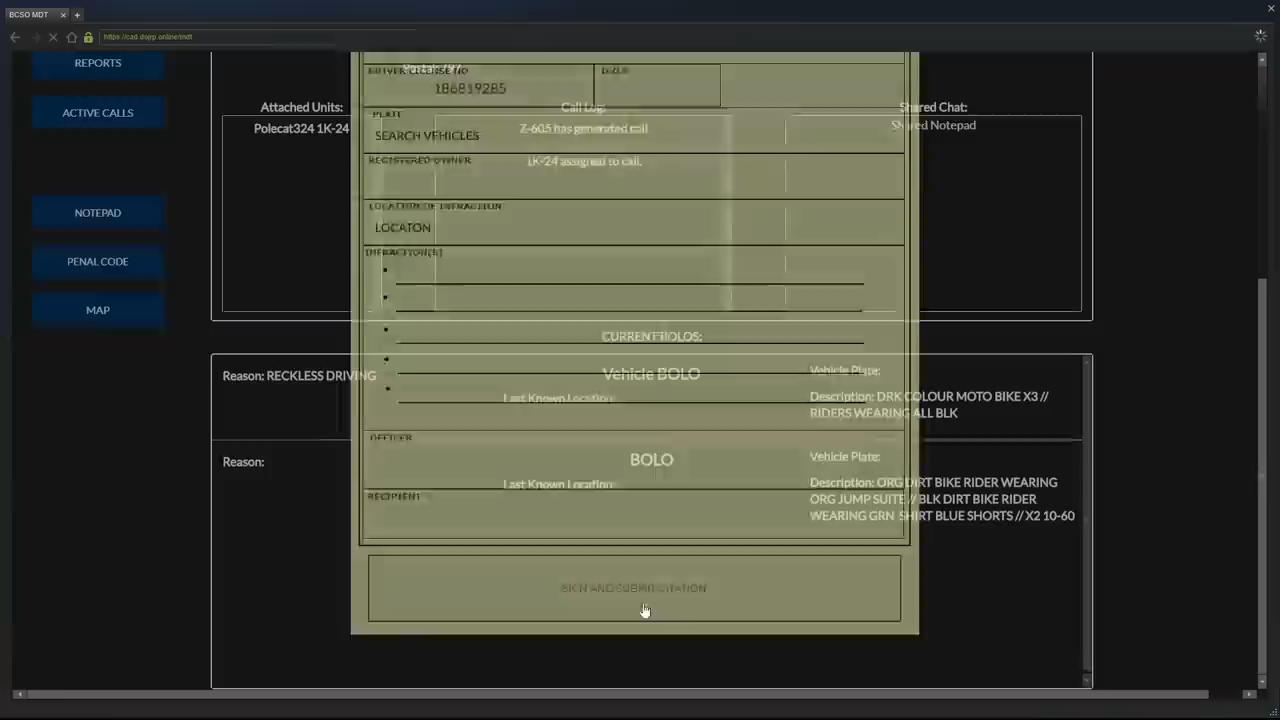 BCSO MDT
https://cad.dojrp.online/mdt
REPORTS
ACTIVE CALLS
NOTEPAD
PENAL CODE
MAP
DRIVER LICENSE NO
186819285
PLATE
SEARCH VEHICLES
REGISTERED OWNER
LOCATION OF INFRACTION
LOCATON
INFRACTION(S)
OFFICER
RECIPIENT
SIGN AND SUBMIT CITATION
Attached Units:
Polecat324 1K-24
Call Log:
Z-605 has generated call
1K-24 assigned to call.
Shared Chat:
Shared Notepad
CURRENT BOLOS:
Reason: RECKLESS DRIVING
Vehicle BOLO
Last Known Location:
Vehicle Plate:
Description: DRK COLOUR MOTO BIKE X3 //
RIDERS WEARING ALL BLK
Reason:
BOLO
Last Known Location:
Vehicle Plate:
Description: ORG DIRT BIKE RIDER WEARING
ORG JUMP SUITE // BLK DIRT BIKE RIDER
WEARING GRN SHIRT BLUE SHORTS // X2 10-60